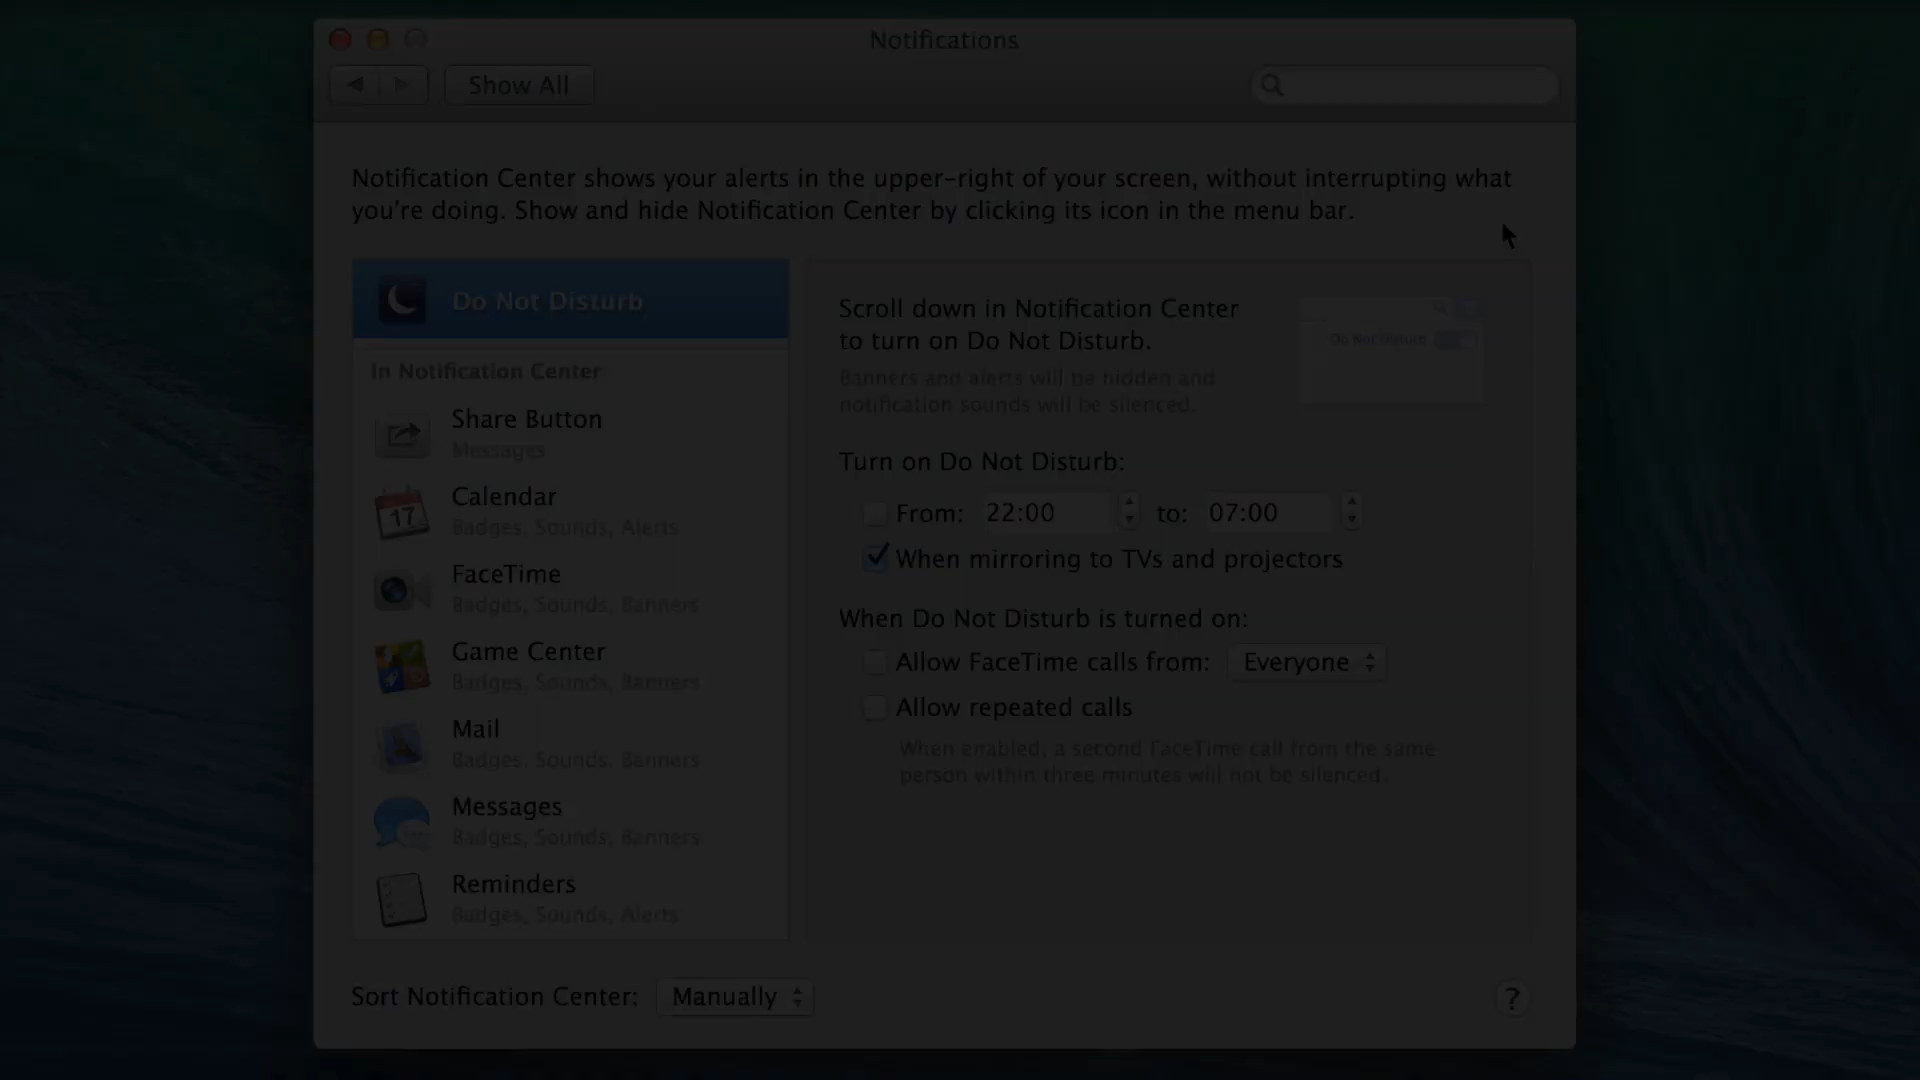 Notifications
Show All
Notification Center shows your alerts in the upper-right of your screen, without interrupting what
you're doing. Show and hide Notification Center by clicking its icon in the menu bar.
Do Not Disturb
In Notification Center
Share Button
Messages
Calendar
17
Badges, Sounds, Alerts
FaceTime
Badges, Sounds, Banners
Game Center
Badges, Sounds, Banners
Mail
Badges, Sounds, Banners
Messages
Badges, Sounds, Banners
Reminders
Badges, Sounds, Alerts
Scroll down in Notification Center
to turn on Do Not Disturb.
Do Not Disturb
Banners and alerts will be hidden and
notification sounds will be silenced.
Turn on Do Not Disturb:
From: 22:00 to: 07:00
When mirroring to TVs and projectors
When Do Not Disturb is turned on:
Allow FaceTime calls from: Everyone
Allow repeated calls
When enabled, a second FaceTime call from the same
person within three minutes will not be silenced.
Sort Notification Center: Manually
?